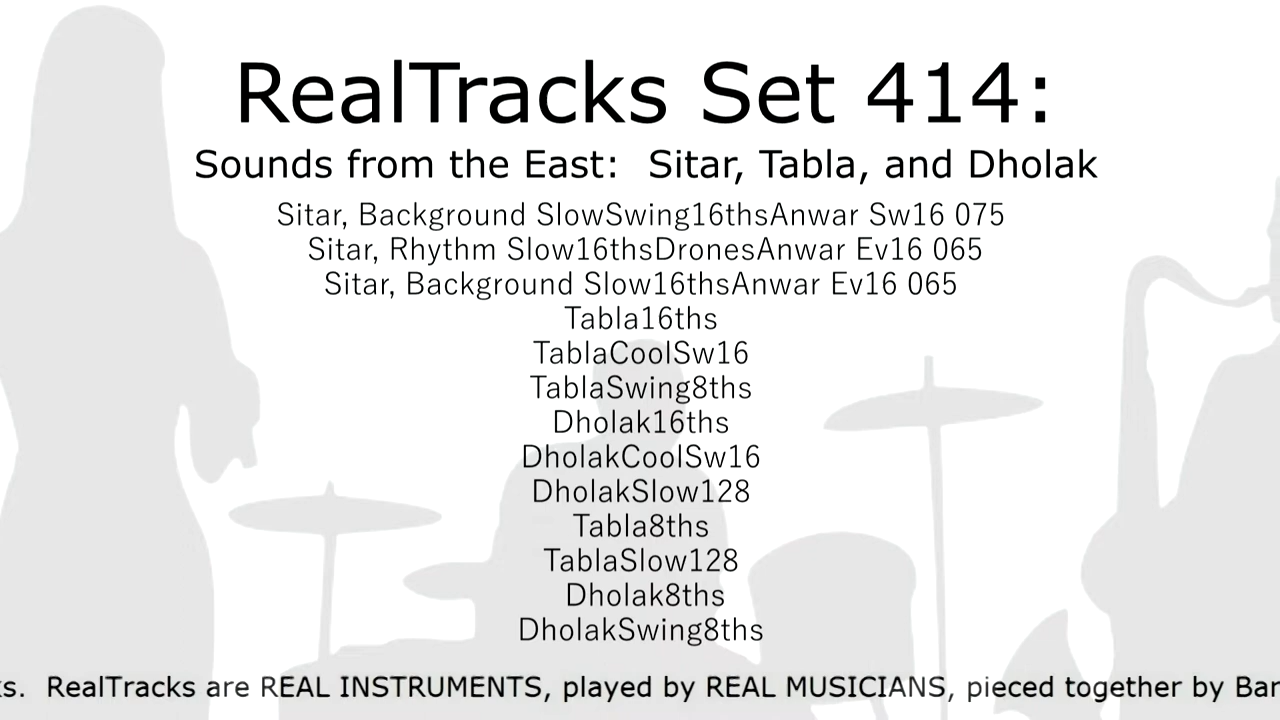 RealTracks Set 414:
Sounds from the East:  Sitar, Tabla, and Dholak
Sitar, Background SlowSwing16thsAnwar Sw16 075
Sitar, Rhythm Slow16thsDronesAnwar Ev16 065
Sitar, Background Slow16thsAnwar Ev16 065
Tabla16ths
TablaCoolSw16
TablaSwing8ths
Dholak16ths
DholakCoolSw16
DholakSlow128
Tabla8ths
TablaSlow128
Dholak8ths
DholakSwing8ths
s.  RealTracks are REAL INSTRUMENTS, played by REAL MUSICIANS, pieced together by